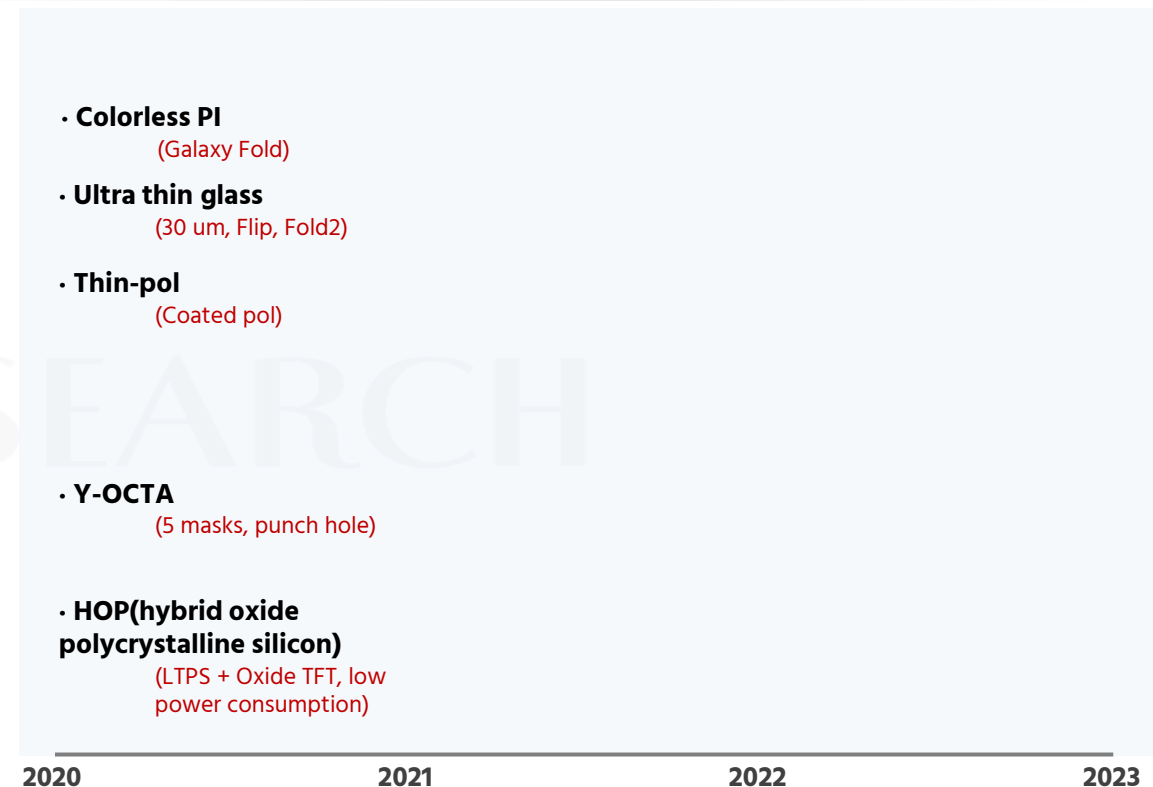 · Colorless PI
(Galaxy Fold)
· Ultra thin glass
(30 um, Flip, Fold2)
· Thin-pol
(Coated pol)
SEARCH
· Y-OCTA
(5 masks, punch hole)
· HOP(hybrid oxide
polycrystalline silicon)
(LTPS + Oxide TFT, low
power consumption)
2020 2021 2022 2023